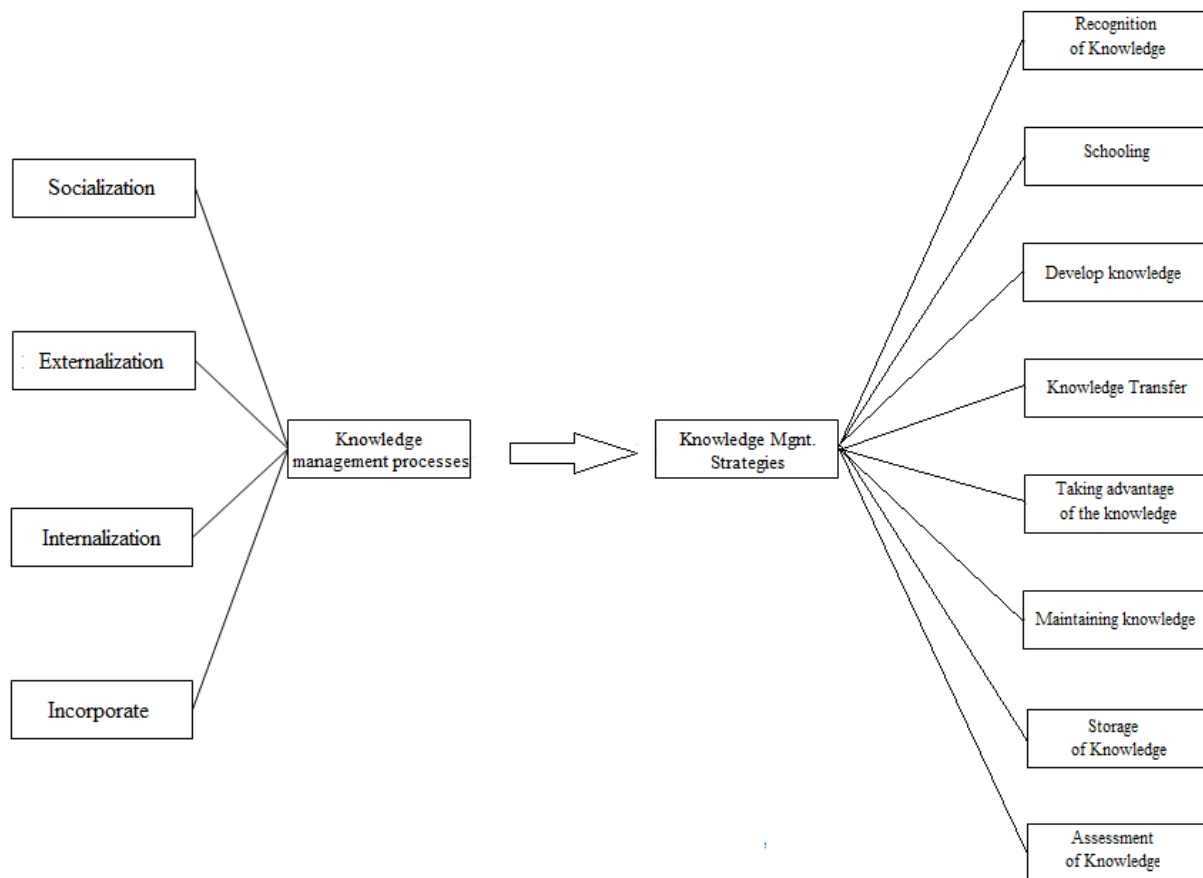 Socialization
Externalization
Internalization
Incorporate
Knowledge
management processes
Knowledge Mgnt.
Strategies
Recognition
of Knowledge
Schooling
Develop knowledge
Knowledge Transfer
Taking advantage
of the knowledge
Maintaining knowledge
Storage
of Knowledge
Assessment
of Knowledge